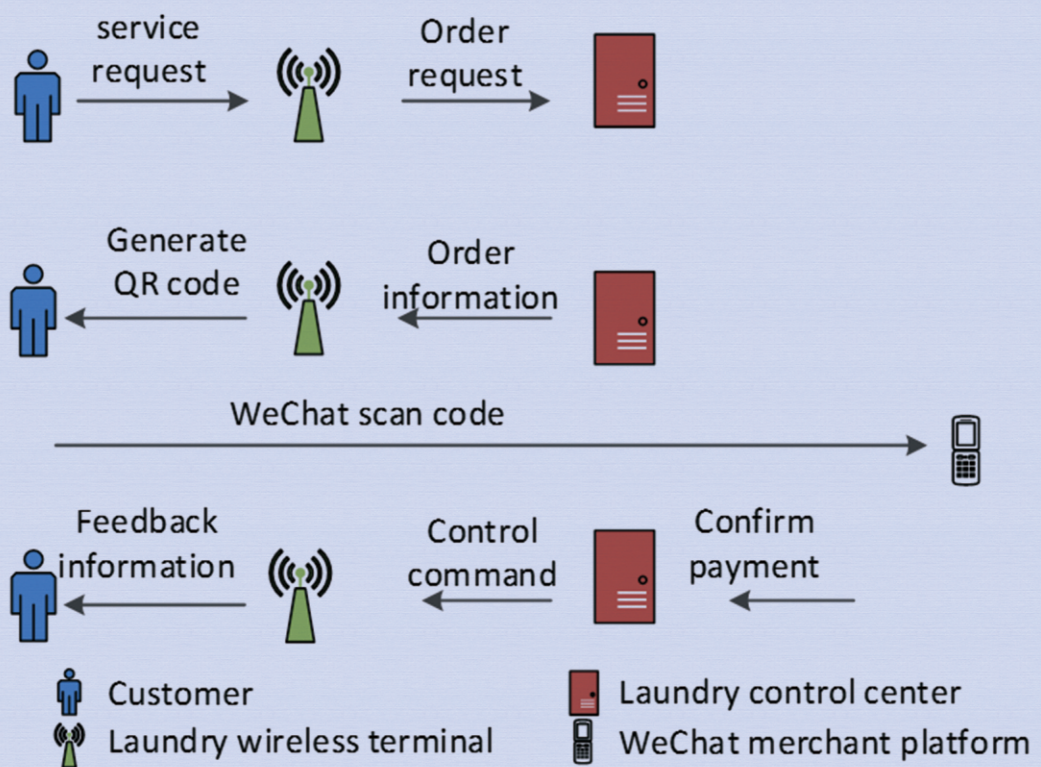 service
request
Order
request
Generate
QR code
Order
information
WeChat scan code
Feedback
information
Control
command
Confirm
payment
Customer
Laundry control center
Laundry wireless terminal
WeChat merchant platform